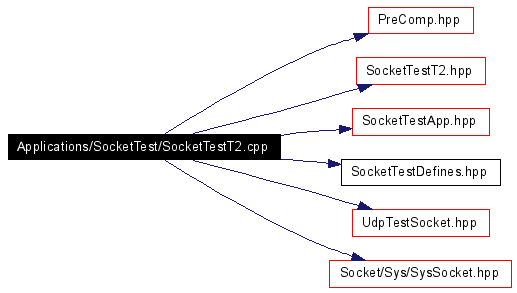 PreComp.hpp
SocketTestT2.hpp
SocketTestApp.hpp
Applications/SocketTest/SocketTestT2.cpp
SocketTestDefines.hpp
UdpTestSocket.hpp
Socket/Sys/SysSocket.hpp